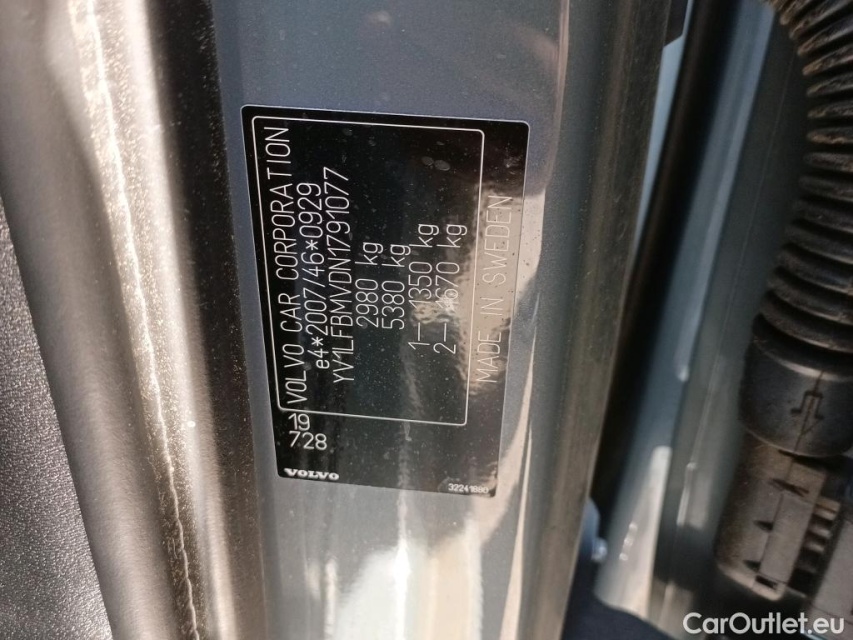 VOLVO CAR CORPORATION
e4*2007/46*0929
YV1LFBMVDN1791077
2980 kg
5380 kg
1– 1350 kg
2– 1670 kg
MADE IN SWEDEN
19
728
VOLVO
CarOutlet.eu